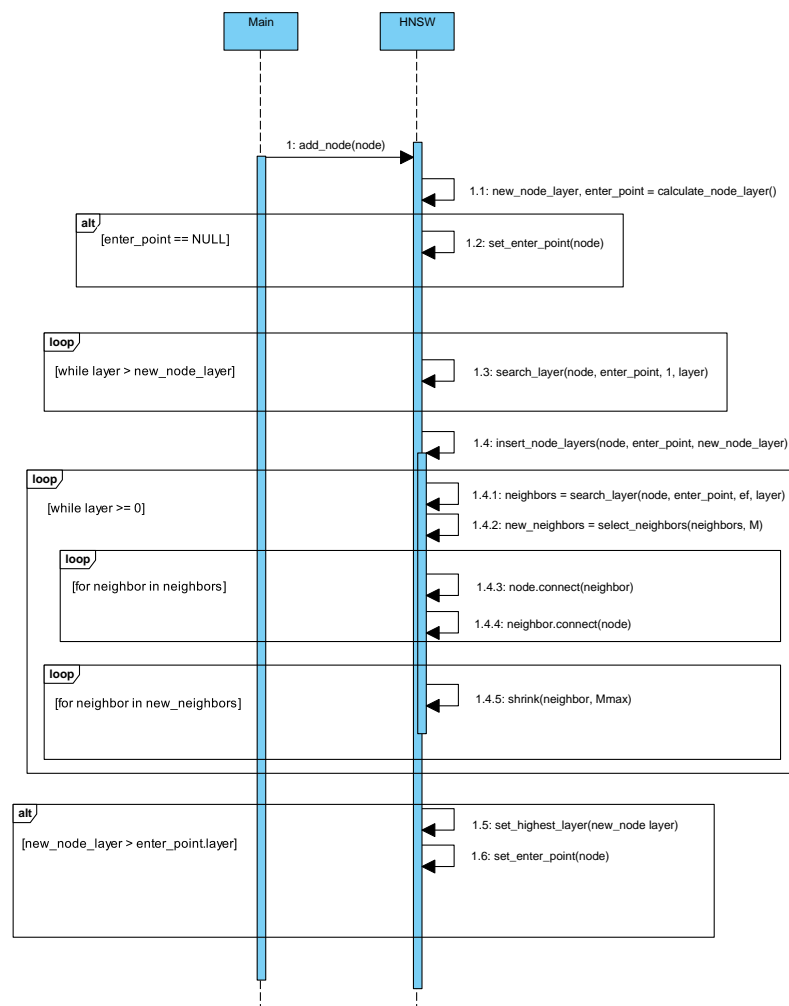 Main
HNSW
1: add_node(node)
1.1: new_node_layer, enter_point = calculate_node_layer()
alt
[enter_point == NULL]
1.2: set_enter_point(node)
loop
[while layer > new_node_layer]
1.3: search_layer(node, enter_point, 1, layer)
1.4: insert_node_layers(node, enter_point, new_node_layer)
loop
[while layer >= 0]
1.4.1: neighbors = search_layer(node, enter_point, ef, layer)
1.4.2: new_neighbors = select_neighbors(neighbors, M)
loop
[for neighbor in neighbors]
1.4.3: node.connect(neighbor)
1.4.4: neighbor.connect(node)
loop
[for neighbor in new_neighbors]
1.4.5: shrink(neighbor, Mmax)
alt
[new_node_layer > enter_point.layer]
1.5: set_highest_layer(new_node layer)
1.6: set_enter_point(node)